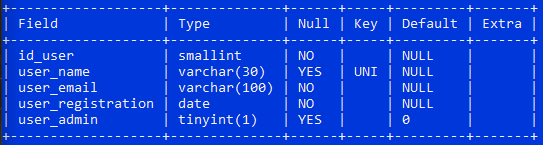 +-------------------+--------------+------+-----+---------+-------+
| Field             | Type         | Null | Key | Default | Extra |
+-------------------+--------------+------+-----+---------+-------+
| id_user           | smallint     | NO   |     | NULL    |       |
| user_name         | varchar(30)  | YES  | UNI | NULL    |       |
| user_email        | varchar(100) | NO   |     | NULL    |       |
| user_registration | date         | NO   |     | NULL    |       |
| user_admin        | tinyint(1)   | YES  |     | 0       |       |
+-------------------+--------------+------+-----+---------+-------+